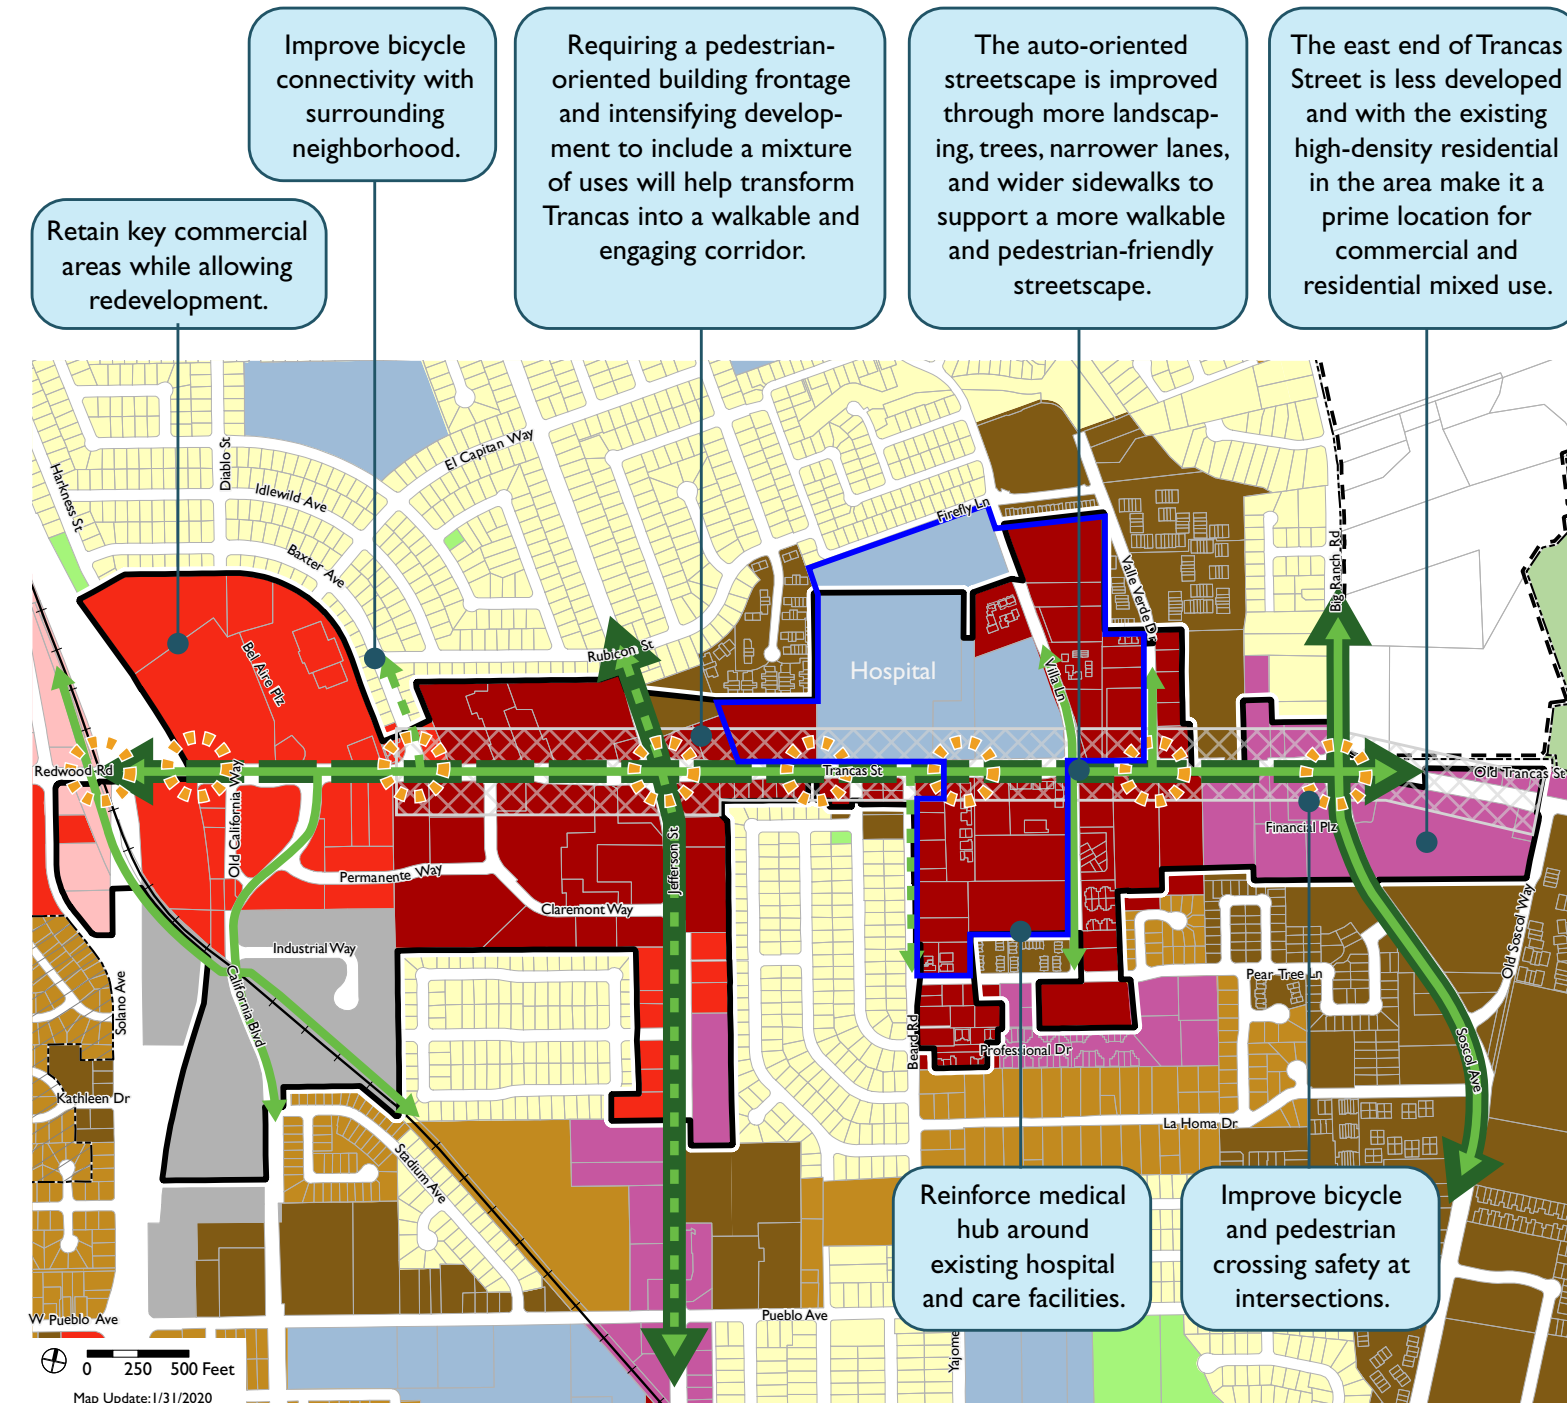 Improve bicycle
connectivity with
surrounding
neighborhood.
Requiring a pedestrian-
oriented building frontage
and intensifying develop-
ment to include a mixture
of uses will help transform
Trancas into a walkable and
engaging corridor.
The auto-oriented
streetscape is improved
through more landscap-
ing, trees, narrower lanes,
and wider sidewalks to
support a more walkable
and pedestrian-friendly
streetscape.
The east end of Trancas
Street is less developed
and with the existing
high-density residential
in the area make it a
prime location for
commercial and
residential mixed use.
Retain key commercial
areas while allowing
redevelopment.
Harkness St
Diablo St
El Capitan Way
Idlewild Ave
Baxter Ave
Firefly Ln
Valle Verde Dr
Big Ranch Rd
Rubicon St
Bel Aire Plz
Hospital
Villa Ln
Redwood Rd
Trancas St
Old Trancas St
Old California Way
Financial Plz
Jefferson St
Permanente Way
Claremont Way
Industrial Way
Old Soscol Way
Pear Tree Ln
Solano Ave
California Blvd
Beard Rd
Professional Dr
Soscol Ave
Kathleen Dr
La Homa Dr
Stadium Ave
Reinforce medical
hub around
existing hospital
and care facilities.
Improve bicycle
and pedestrian
crossing safety at
intersections.
W Pueblo Ave
Pueblo Ave
Yajome
0 250 500 Feet
Map Update: 1/31/2020